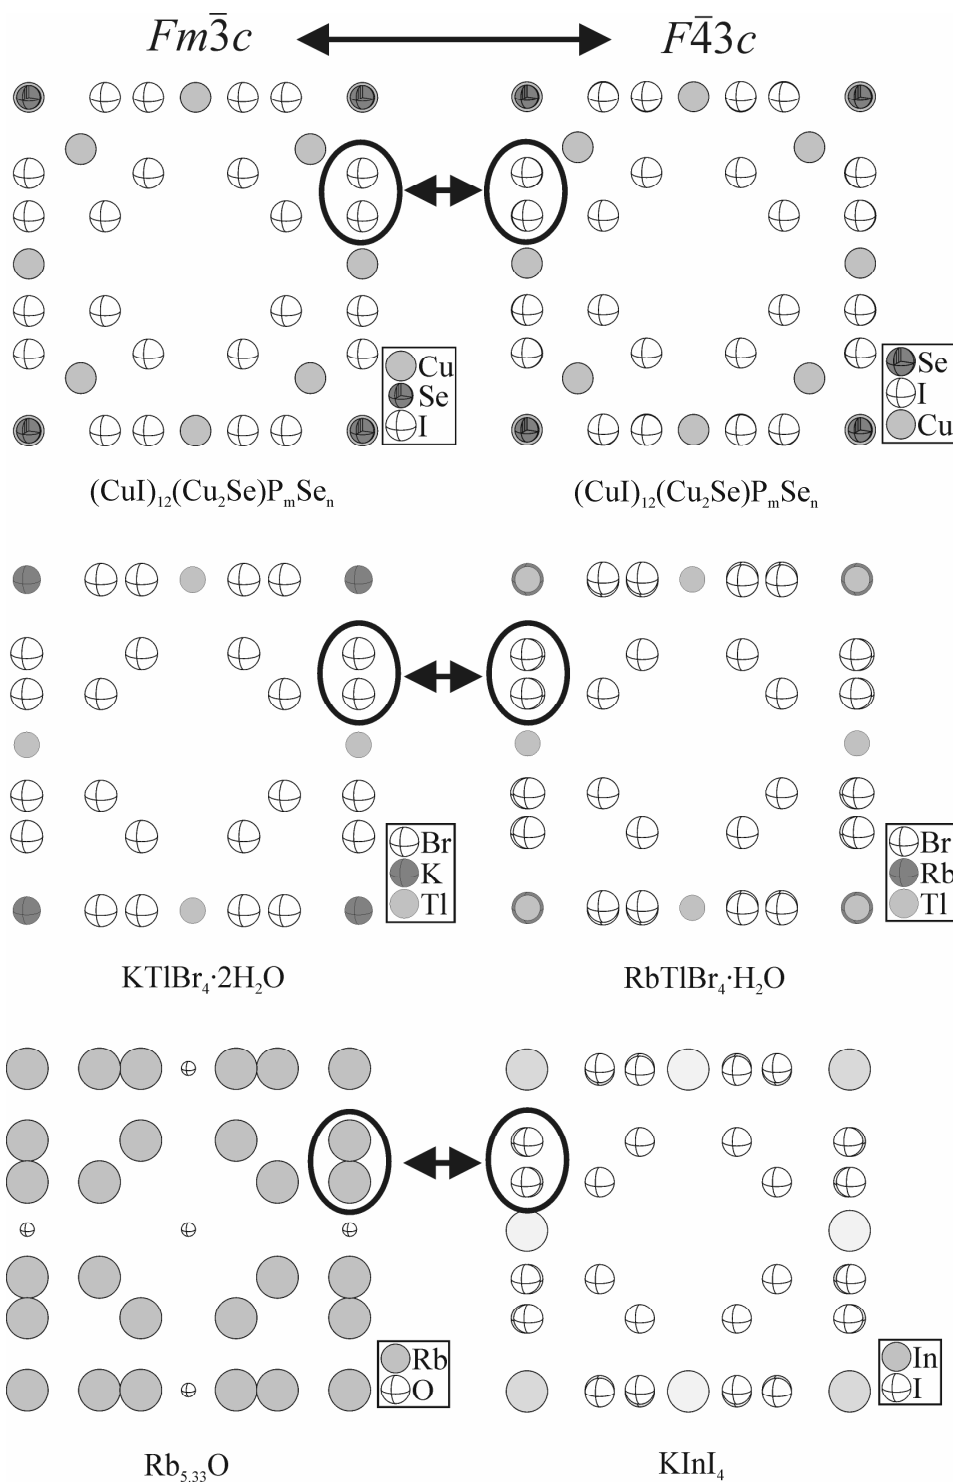 Fm3̅c F4̅3c
Cu
Se
I
Se
I
Cu
(CuI)₁₂(Cu₂Se)PₘSeₙ (CuI)₁₂(Cu₂Se)PₘSeₙ
Br
K
Tl
Br
Rb
Tl
KTlBr₄·2H₂O RbTlBr₄·H₂O
Rb
O
In
I
Rb₅.₃₃O KInI₄